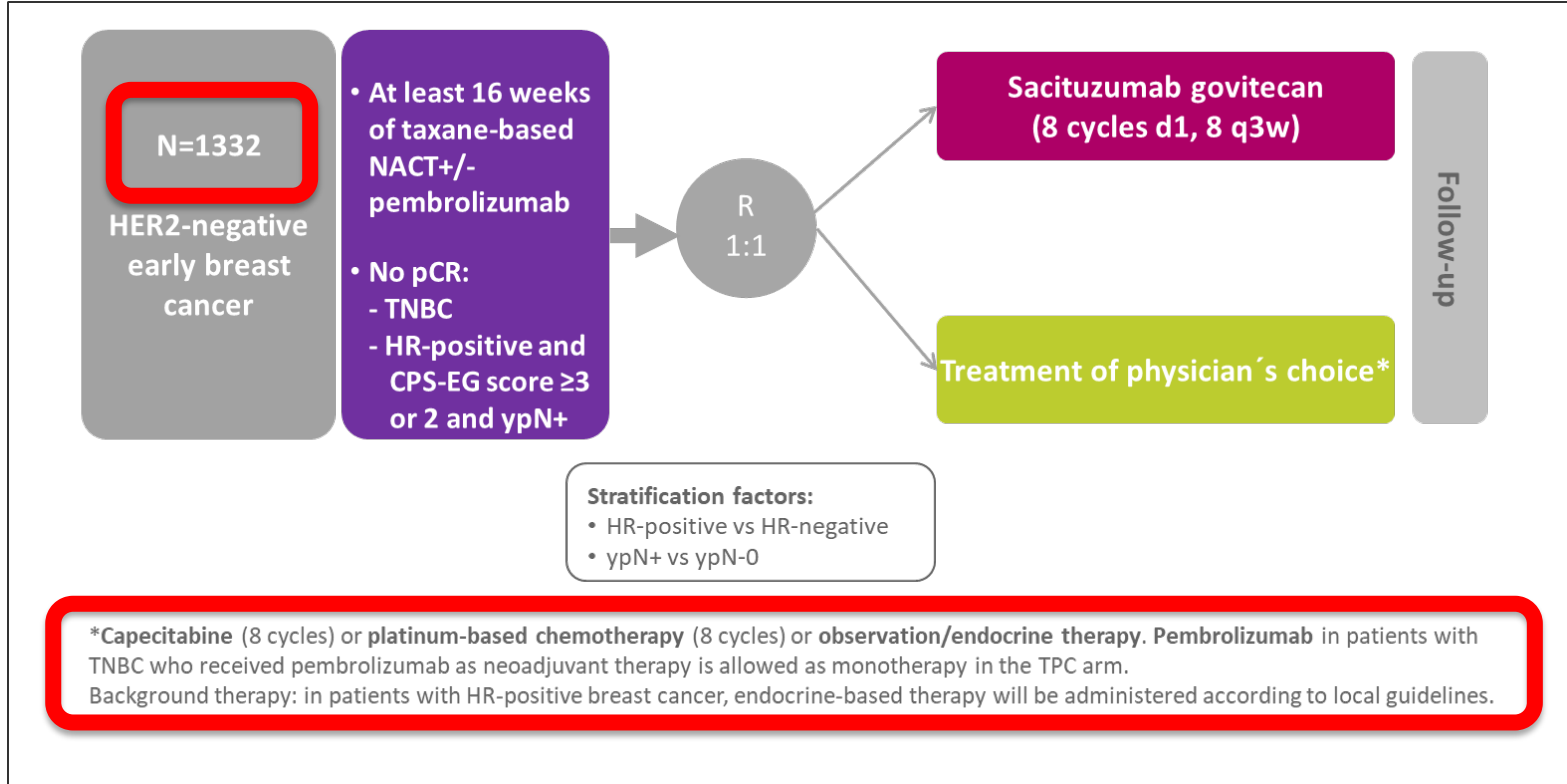 N=1332
HER2-negative
early breast
cancer
• At least 16 weeks
of taxane-based
NACT+/-
pembrolizumab
• No pCR:
- TNBC
- HR-positive and
CPS-EG score ≥3
or 2 and ypN+
R
1:1
Sacituzumab govitecan
(8 cycles d1, 8 q3w)
Treatment of physician´s choice*
Follow-up
Stratification factors:
• HR-positive vs HR-negative
• ypN+ vs ypN-0
*Capecitabine (8 cycles) or platinum-based chemotherapy (8 cycles) or observation/endocrine therapy. Pembrolizumab in patients with
TNBC who received pembrolizumab as neoadjuvant therapy is allowed as monotherapy in the TPC arm.
Background therapy: in patients with HR-positive breast cancer, endocrine-based therapy will be administered according to local guidelines.